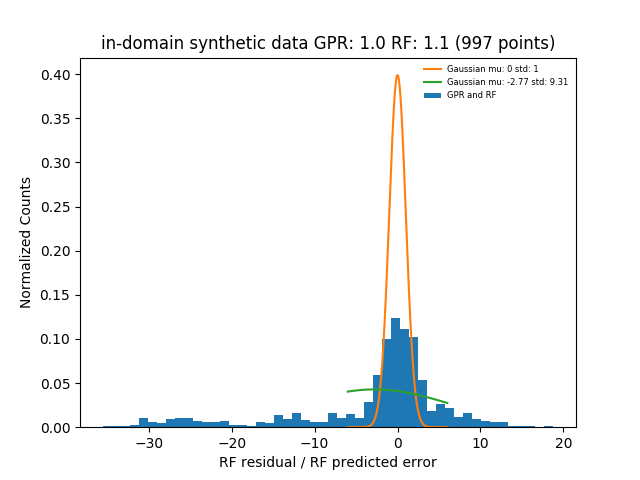 in-domain synthetic data GPR: 1.0 RF: 1.1 (997 points)
Gaussian mu: 0 std: 1
Gaussian mu: -2.77 std: 9.31
GPR and RF
Normalized Counts
0.40
0.35
0.30
0.25
0.20
0.15
0.10
0.05
0.00
−30 −20 −10 0 10 20
RF residual / RF predicted error